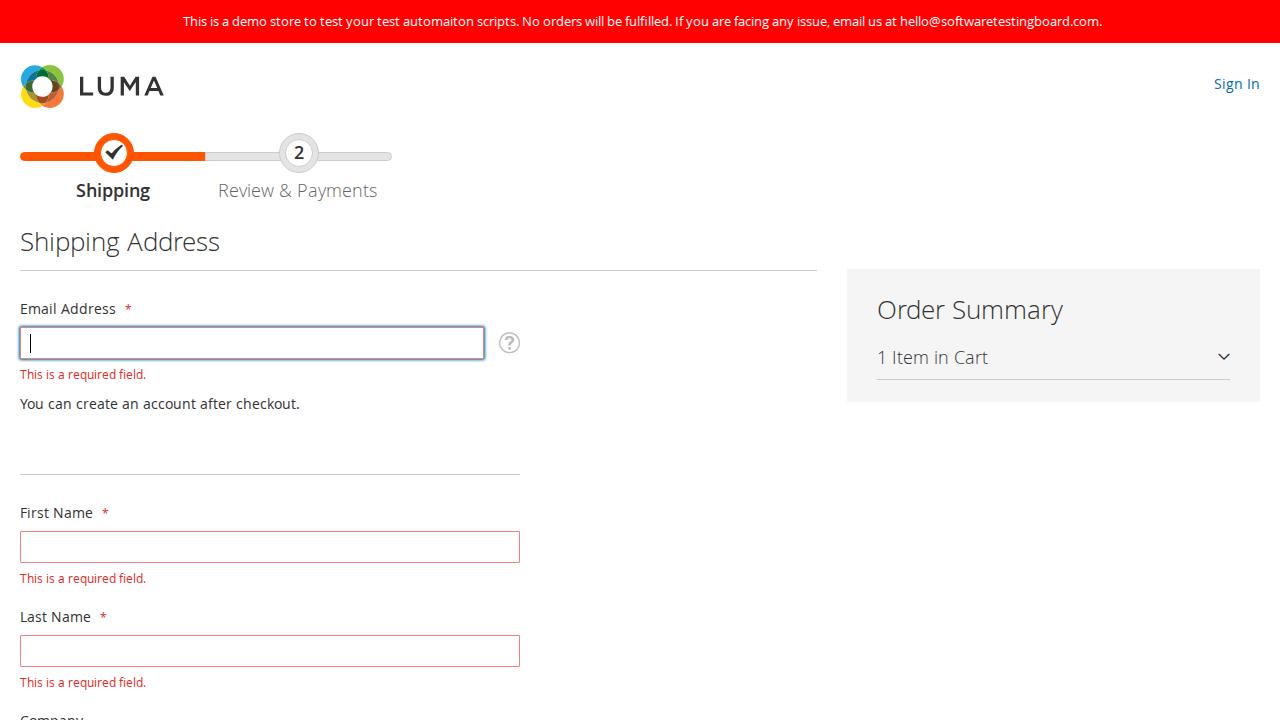 This is a demo store to test your test automaiton scripts. No orders will be fulfilled. If you are facing any issue, email us at hello@softwaretestingboard.com.
LUMA
Sign In
2
Shipping
Review & Payments
Shipping Address
Email Address *
?
This is a required field.
You can create an account after checkout.
First Name *
This is a required field.
Last Name *
This is a required field.
Company
Order Summary
1 Item in Cart